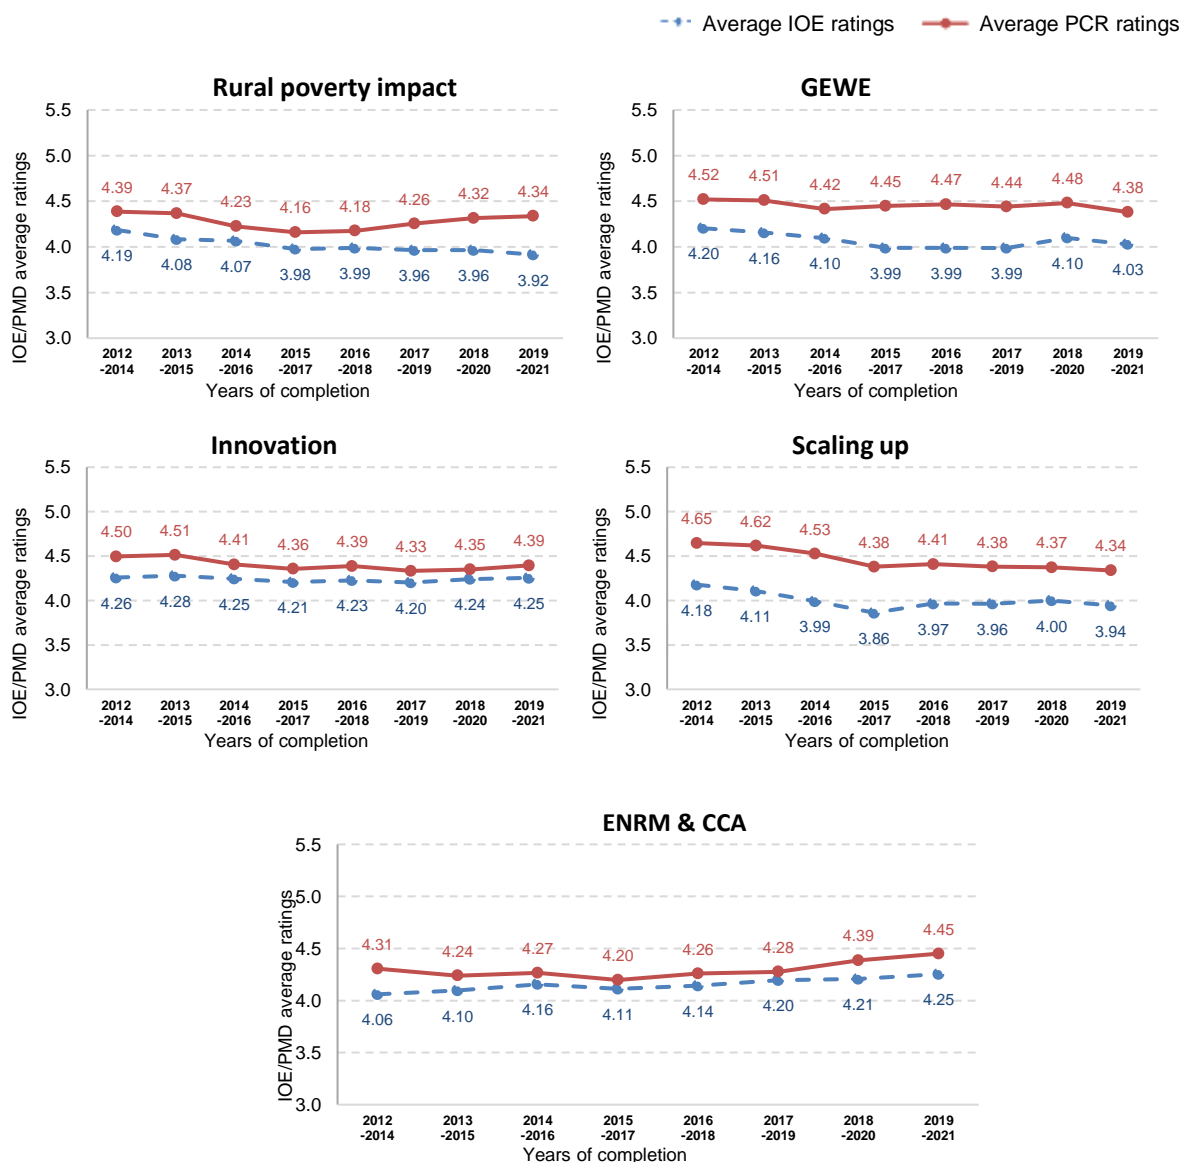 Average IOE ratings Average PCR ratings
Rural poverty impact
IOE/PMD average ratings
5.5
5.0
4.5
4.0
3.5
3.0
4.39 4.37 4.23 4.16 4.18 4.26 4.32 4.34
4.19 4.08 4.07 3.98 3.99 3.96 3.96 3.92
2012 2013 2014 2015 2016 2017 2018 2019
-2014 -2015 -2016 -2017 -2018 -2019 -2020 -2021
Years of completion
GEWE
IOE/PMD average ratings
5.5
5.0
4.5
4.0
3.5
3.0
4.52 4.51 4.42 4.45 4.47 4.44 4.48 4.38
4.20 4.16 4.10 3.99 3.99 3.99 4.10 4.03
2012 2013 2014 2015 2016 2017 2018 2019
-2014 -2015 -2016 -2017 -2018 -2019 -2020 -2021
Years of completion
Innovation
IOE/PMD average ratings
5.5
5.0
4.5
4.0
3.5
3.0
4.50 4.51 4.41 4.36 4.39 4.33 4.35 4.39
4.26 4.28 4.25 4.21 4.23 4.20 4.24 4.25
2012 2013 2014 2015 2016 2017 2018 2019
-2014 -2015 -2016 -2017 -2018 -2019 -2020 -2021
Years of completion
Scaling up
IOE/PMD average ratings
5.5
5.0
4.5
4.0
3.5
3.0
4.65 4.62 4.53 4.38 4.41 4.38 4.37 4.34
4.18 4.11 3.99 3.86 3.97 3.96 4.00 3.94
2012 2013 2014 2015 2016 2017 2018 2019
-2014 -2015 -2016 -2017 -2018 -2019 -2020 -2021
Years of completion
ENRM & CCA
IOE/PMD average ratings
5.5
5.0
4.5
4.0
3.5
3.0
4.31 4.24 4.27 4.20 4.26 4.28 4.39 4.45
4.06 4.10 4.16 4.11 4.14 4.20 4.21 4.25
2012 2013 2014 2015 2016 2017 2018 2019
-2014 -2015 -2016 -2017 -2018 -2019 -2020 -2021
Years of completion